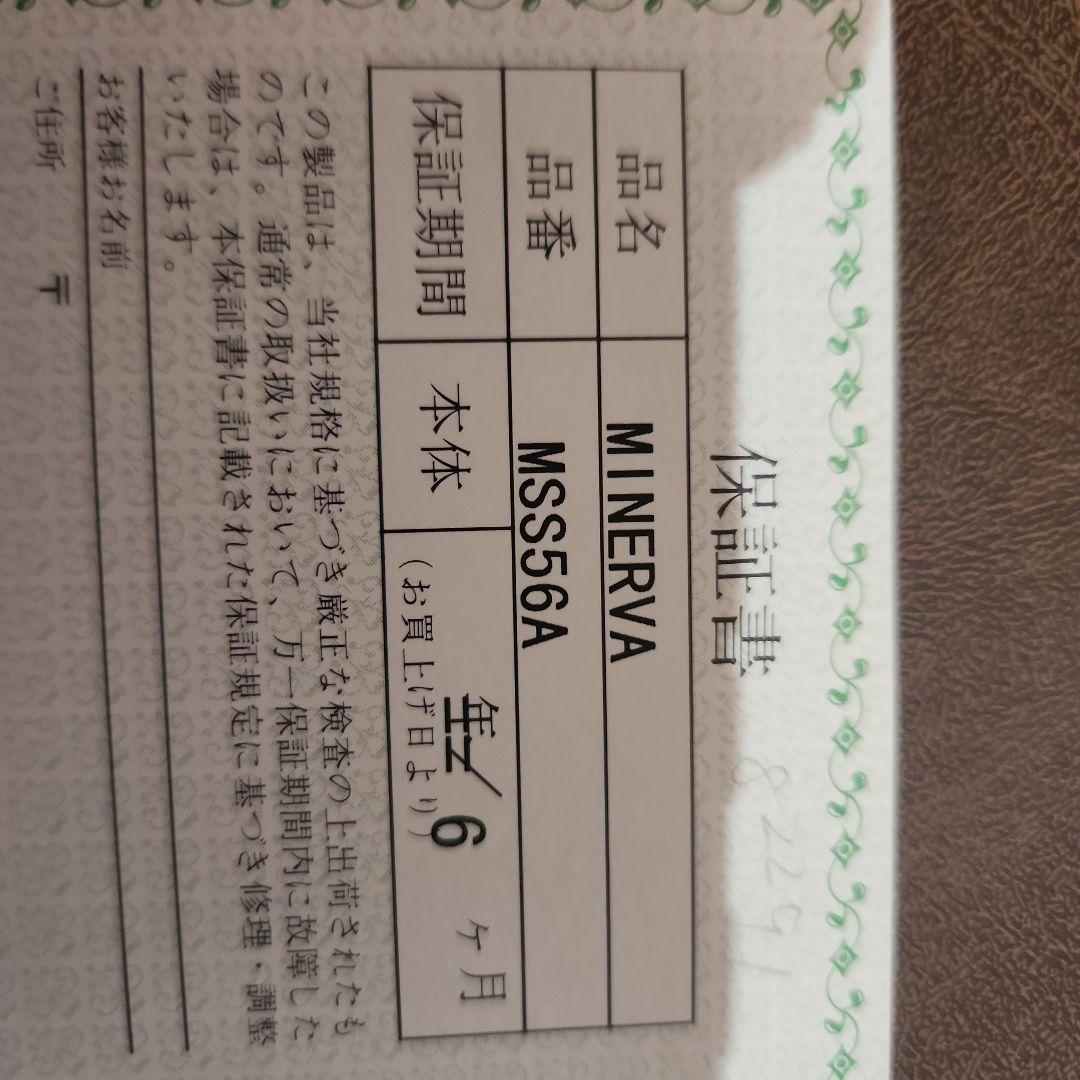 保証書
8229
品名 MINERVA
品番 MSS56A
保証期間 本体 年/6 ヶ月
(お買上げ日より)
この製品は、当社規格に基づき厳正な検査の上出荷されたも
のです。通常の取扱いにおいて、万一保証期間内に故障した
場合は、本保証書に記載された保証規定に基づき修理・調整
いたします。
お客様お名前
ご住所 〒